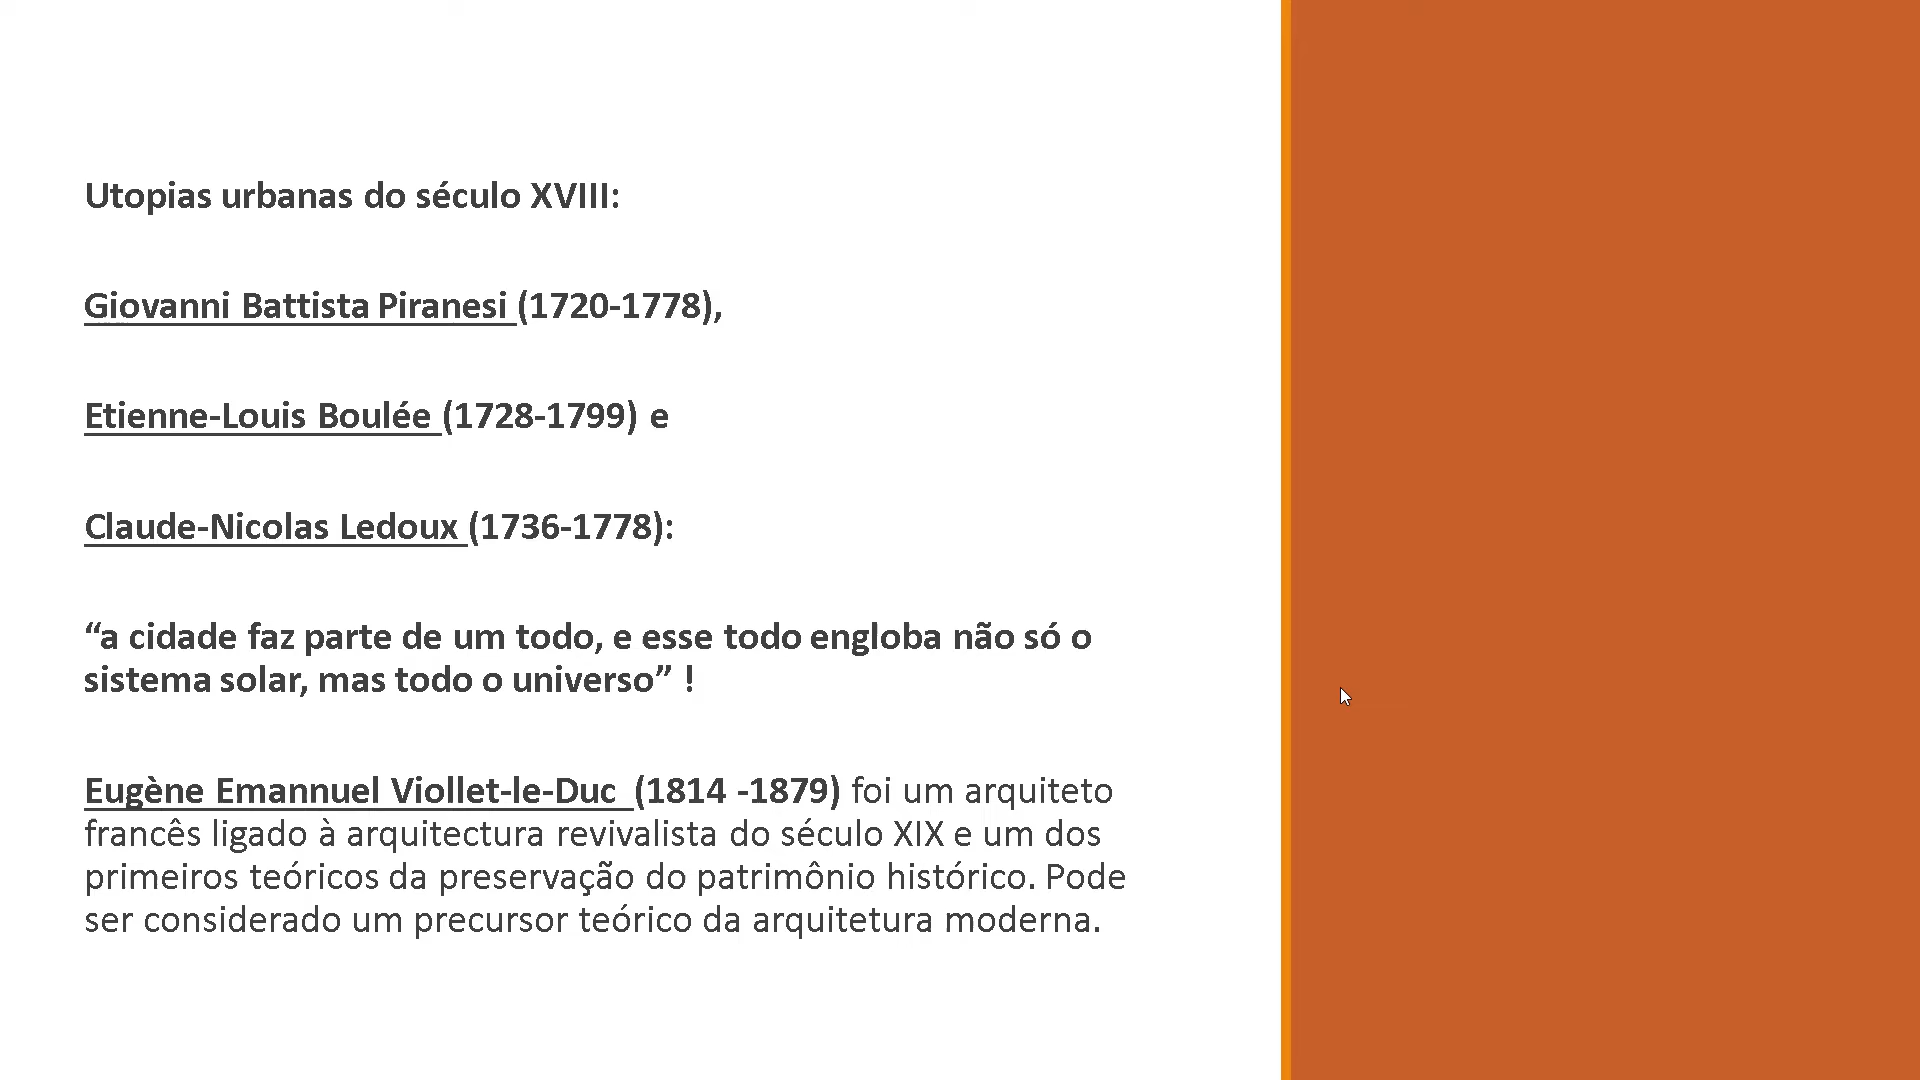 Utopias urbanas do século XVIII:
Giovanni Battista Piranesi (1720-1778),
Etienne-Louis Boulée (1728-1799) e
Claude-Nicolas Ledoux (1736-1778):
“a cidade faz parte de um todo, e esse todo engloba não só o
sistema solar, mas todo o universo” !
Eugène Emannuel Viollet-le-Duc (1814 -1879) foi um arquiteto
francês ligado à arquitectura revivalista do século XIX e um dos
primeiros teóricos da preservação do patrimônio histórico. Pode
ser considerado um precursor teórico da arquitetura moderna.